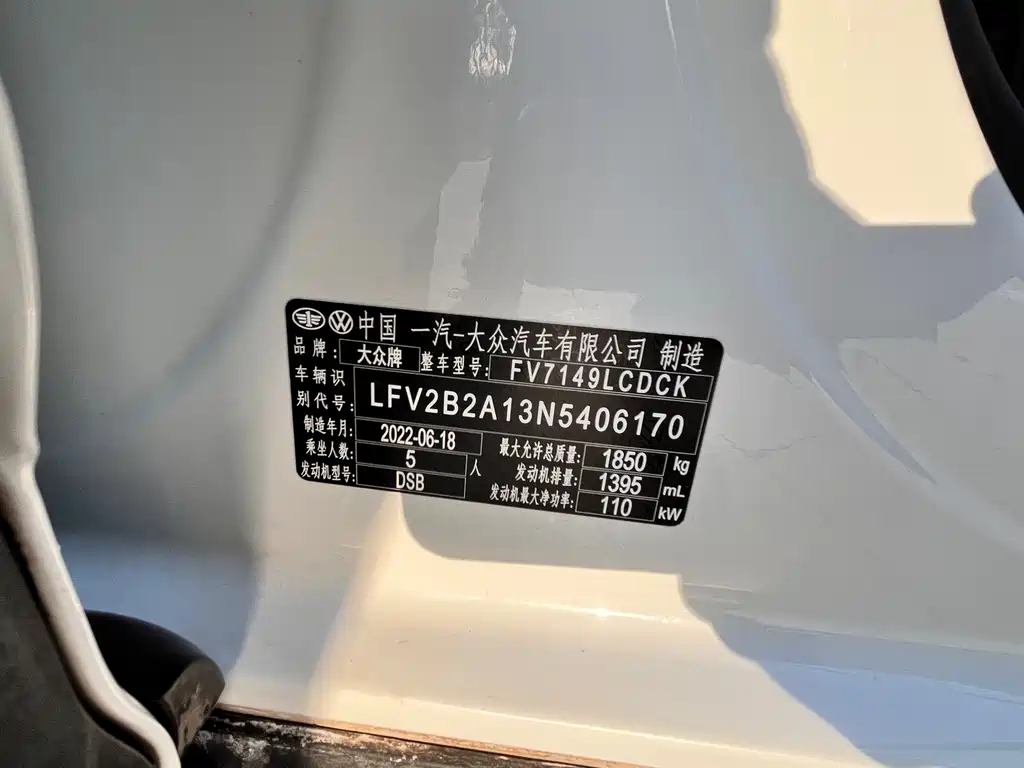 中国 一汽-大众汽车有限公司 制造
品牌: 大众牌 整车型号: FV7149LCDCK
车辆识别代号: LFV2B2A13N5406170
制造年月: 2022-06-18 最大允许总质量: 1850 kg
乘坐人数: 5 人 发动机排量: 1395 mL
发动机型号: DSB 发动机最大净功率: 110 kW